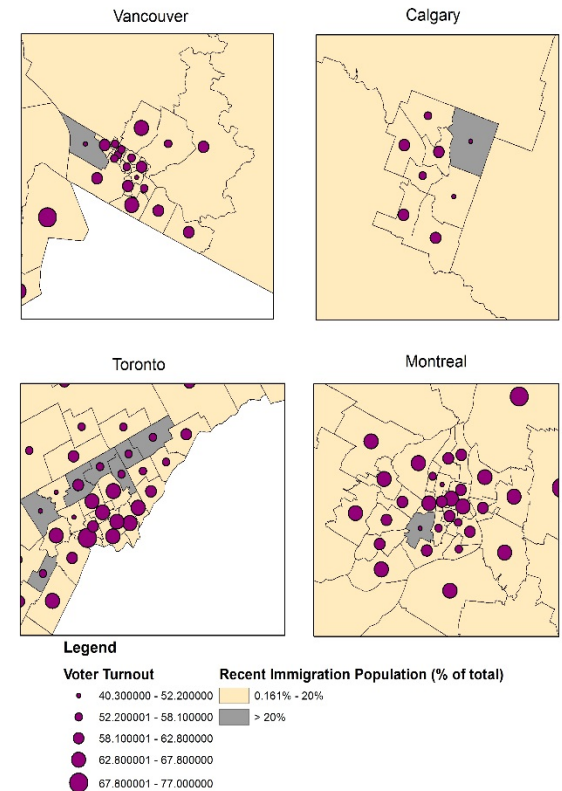 Vancouver
Calgary
Toronto
Montreal
Legend
Voter Turnout
40.300000 - 52.200000
52.200001 - 58.100000
58.100001 - 62.800000
62.800001 - 67.800000
67.800001 - 77.000000
Recent Immigration Population (% of total)
0.161% - 20%
> 20%